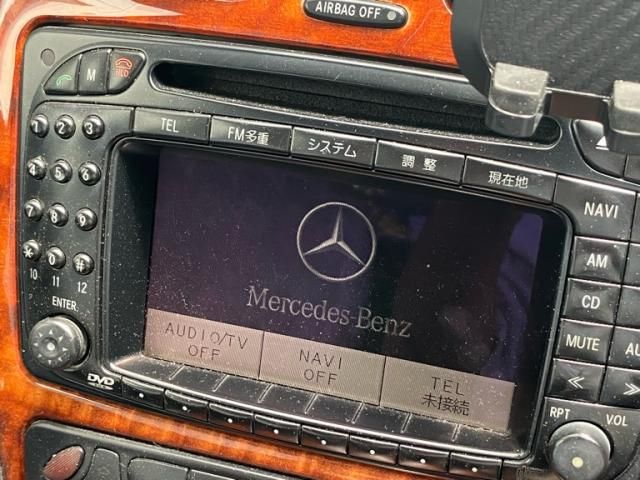 AIRBAG OFF
M
TEL
FM多重
システム
調整
現在地
NAVI
1 2 3
4 5 6
7 8 9
* 0 #
10 11 12
ENTER
AM
CD
MUTE
RPT
VOL
Mercedes-Benz
AUDIO/TV
OFF
NAVI
OFF
TEL
未接続
DVD